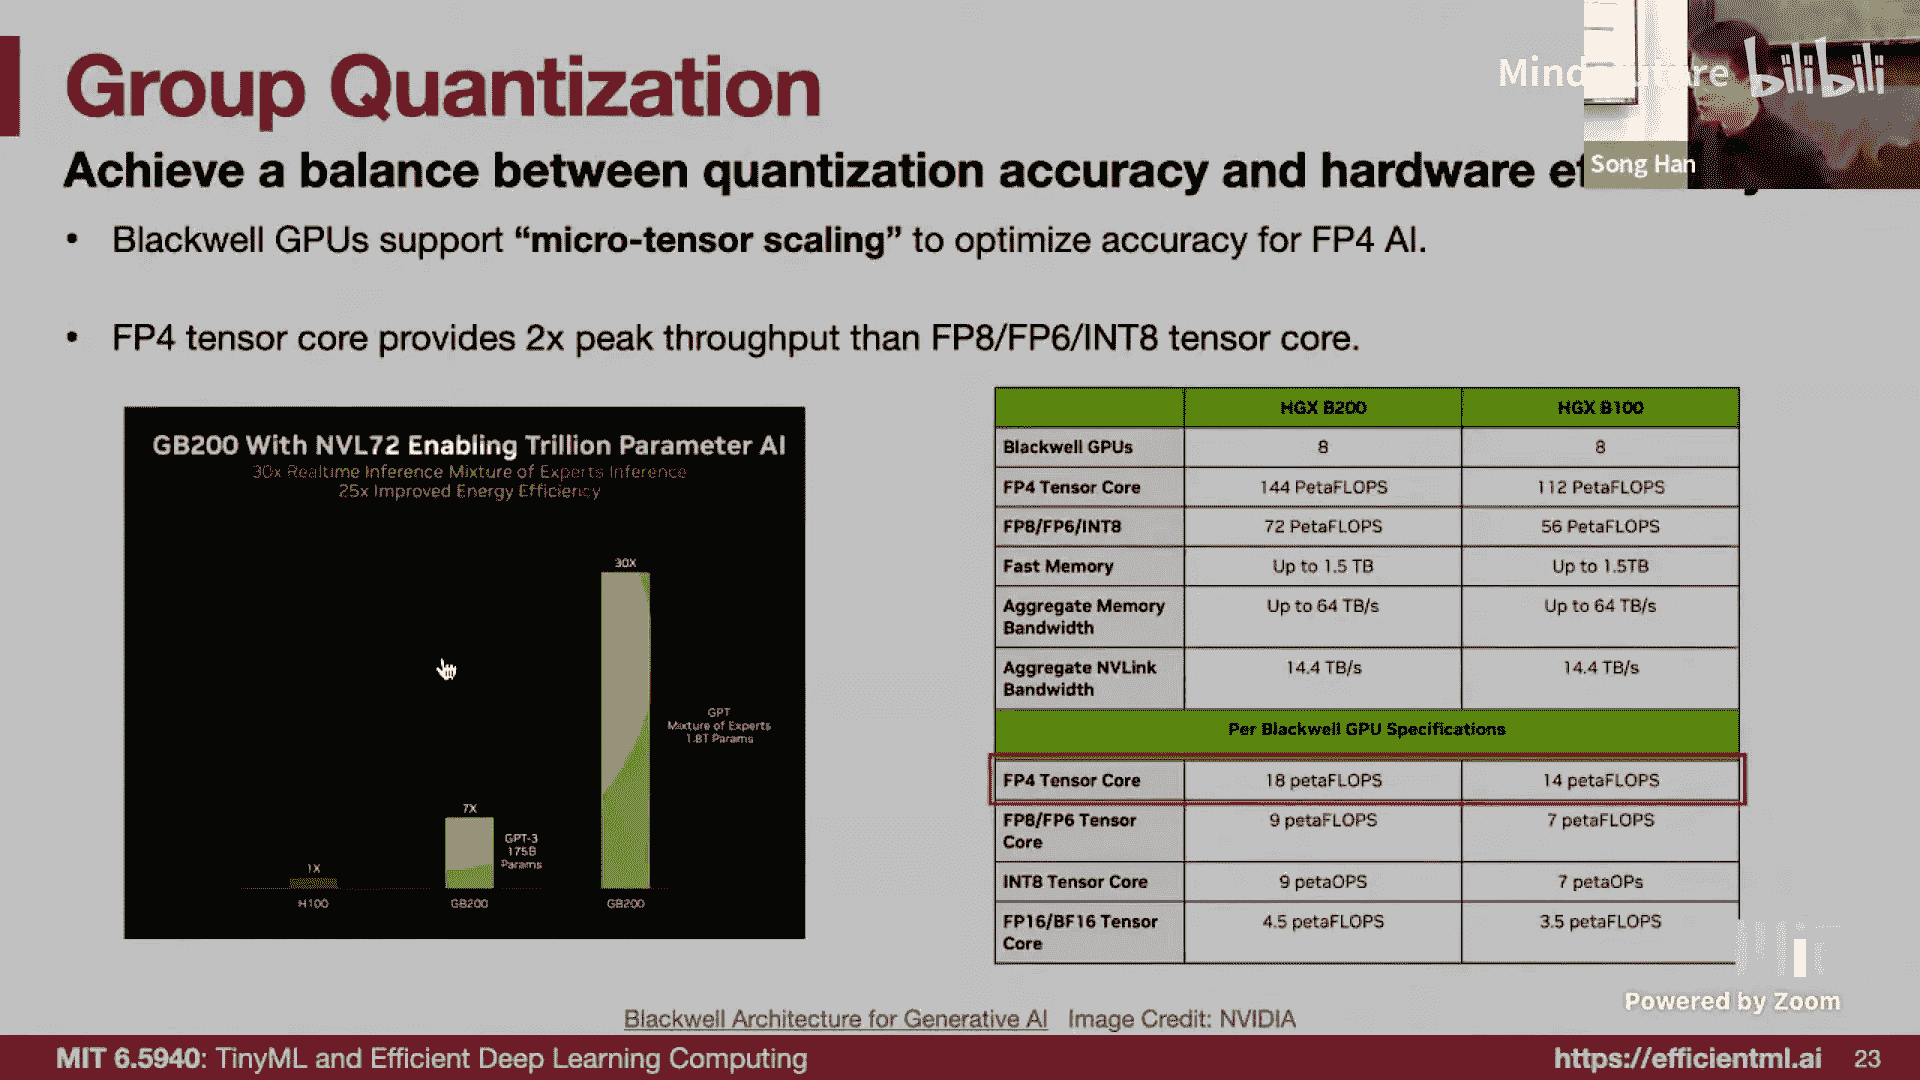 Group Quantization
bilibili
Song Han
Achieve a balance between quantization accuracy and hardware
• Blackwell GPUs support “micro-tensor scaling” to optimize accuracy for FP4 AI.
• FP4 tensor core provides 2x peak throughput than FP8/FP6/INT8 tensor core.
GB200 With NVL72 Enabling Trillion Parameter AI
30x Realtime Inference Mixture of Experts Inference
25x Improved Energy Efficiency
30X
GPT
Mixture of Experts
1.8T Params
7X
GPT-3
175B
Params
1X
H100 GB200 GB200
HGX B200 HGX B100
Blackwell GPUs 8 8
FP4 Tensor Core 144 PetaFLOPS 112 PetaFLOPS
FP8/FP6/INT8 72 PetaFLOPS 56 PetaFLOPS
Fast Memory Up to 1.5 TB Up to 1.5TB
Aggregate Memory Up to 64 TB/s Up to 64 TB/s
Bandwidth
Aggregate NVLink 14.4 TB/s 14.4 TB/s
Bandwidth
Per Blackwell GPU Specifications
FP4 Tensor Core 18 petaFLOPS 14 petaFLOPS
FP8/FP6 Tensor 9 petaFLOPS 7 petaFLOPS
Core
INT8 Tensor Core 9 petaOPS 7 petaOPs
FP16/BF16 Tensor 4.5 petaFLOPS 3.5 petaFLOPS
Core
Powered by Zoom
Blackwell Architecture for Generative AI Image Credit: NVIDIA
MIT 6.5940: TinyML and Efficient Deep Learning Computing
https://efficientml.ai 23